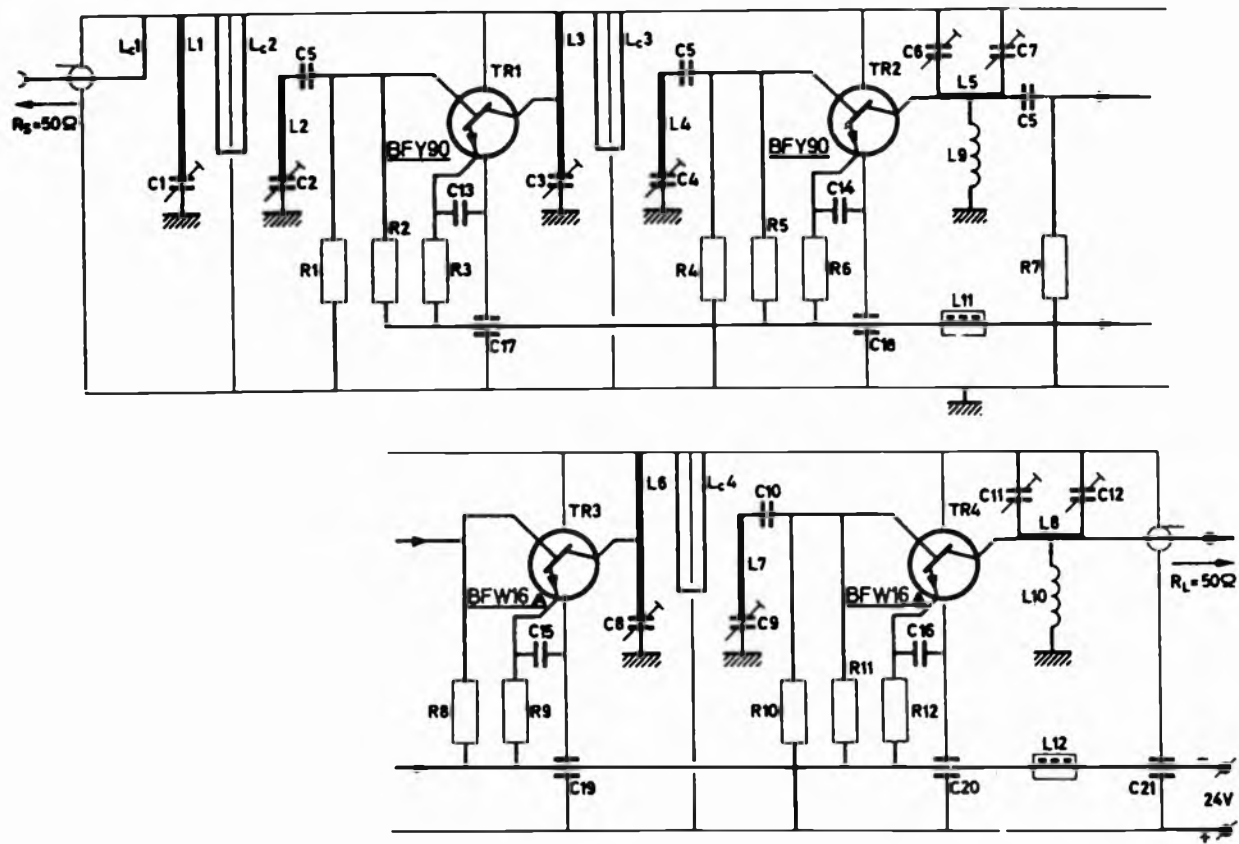 Lc1
L1
Lc2
C5
TR1
L3
Lc3
C5
TR2
C6
C7
L5
C5
RS=50Ω
L2
BFY90
L4
BFY90
L9
C1
C2
C13
C3
C4
C14
R1
R2
R3
R4
R5
R6
R7
L11
C17
C18
TR3
L6
Lc4
C10
TR4
C11
C12
L8
L7
BFW16
BFW16
L10
RL=50Ω
C15
C8
C9
C16
R8
R9
R10
R11
R12
L12
C19
C20
C21
-
24V
+